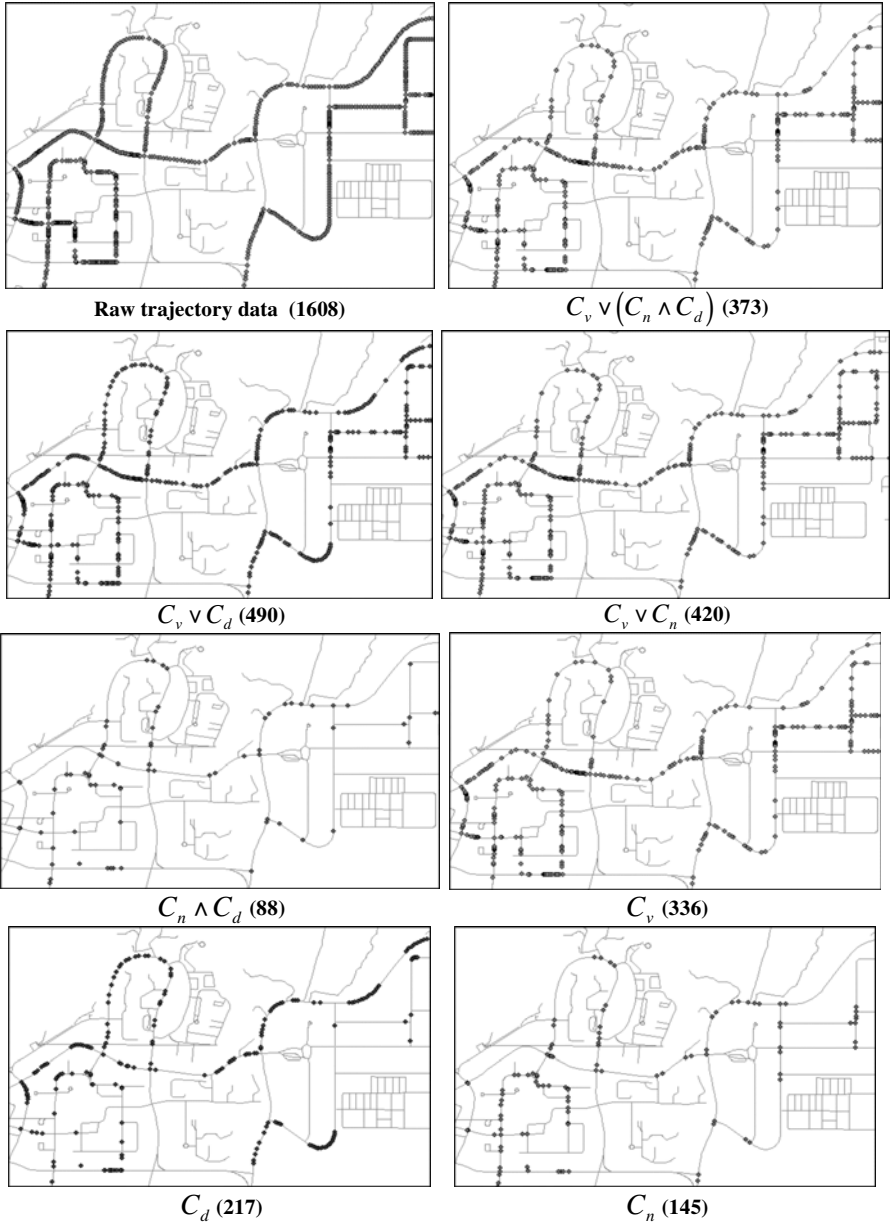 Raw trajectory data (1608)
C_v ∨ (C_n ∧ C_d) (373)
C_v ∨ C_d (490)
C_v ∨ C_n (420)
C_n ∧ C_d (88)
C_v (336)
C_d (217)
C_n (145)